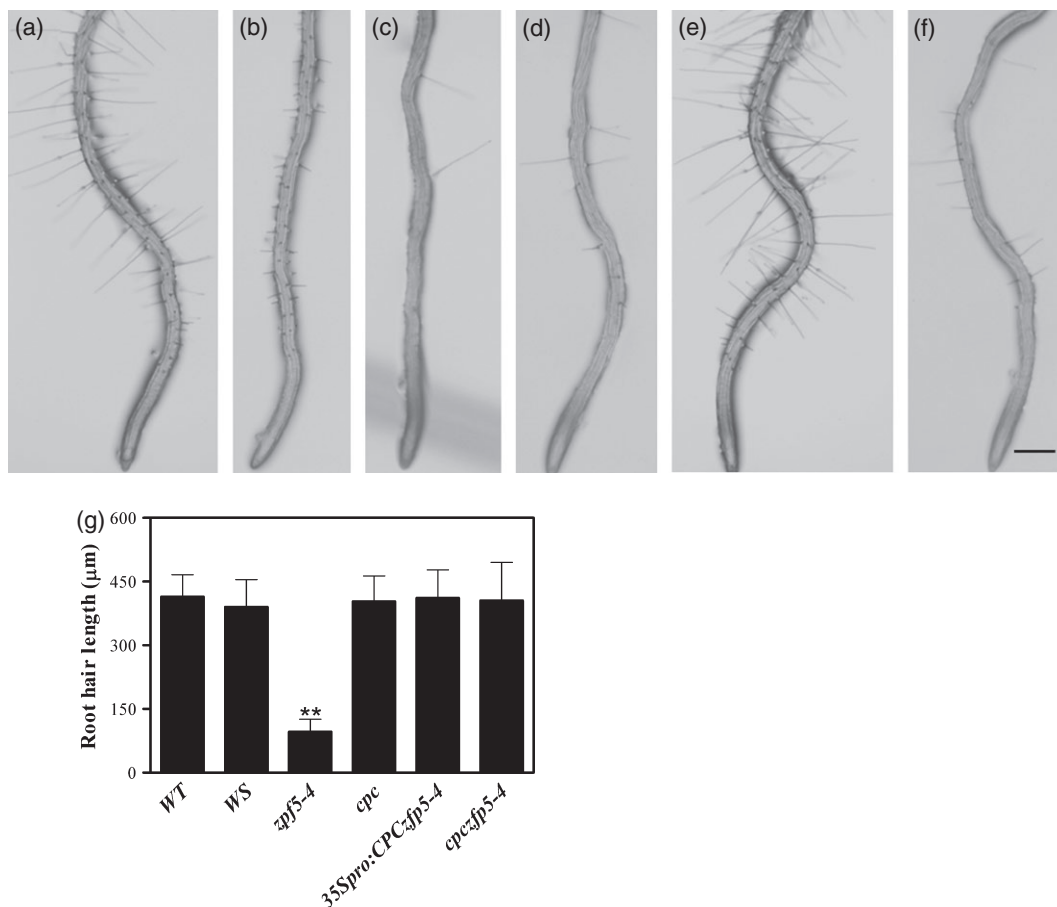 (a)
(b)
(c)
(d)
(e)
(f)
(g)
600
450
300
150
0
Root hair length (μm)
**
WT
WS
zpf5-4
cpc
35Spro:CPCzfp5-4
cpczfp5-4